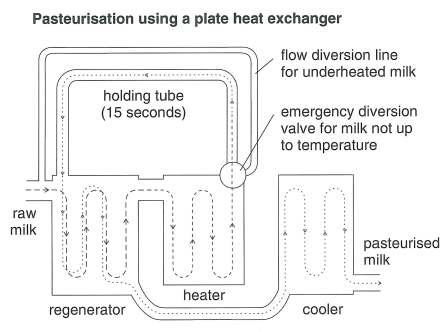 Pasteurisation using a plate heat exchanger
flow diversion line
for underheated milk
holding tube
(15 seconds)
emergency diversion
valve for milk not up
to temperature
raw
milk
pasteurised
milk
heater
regenerator
cooler